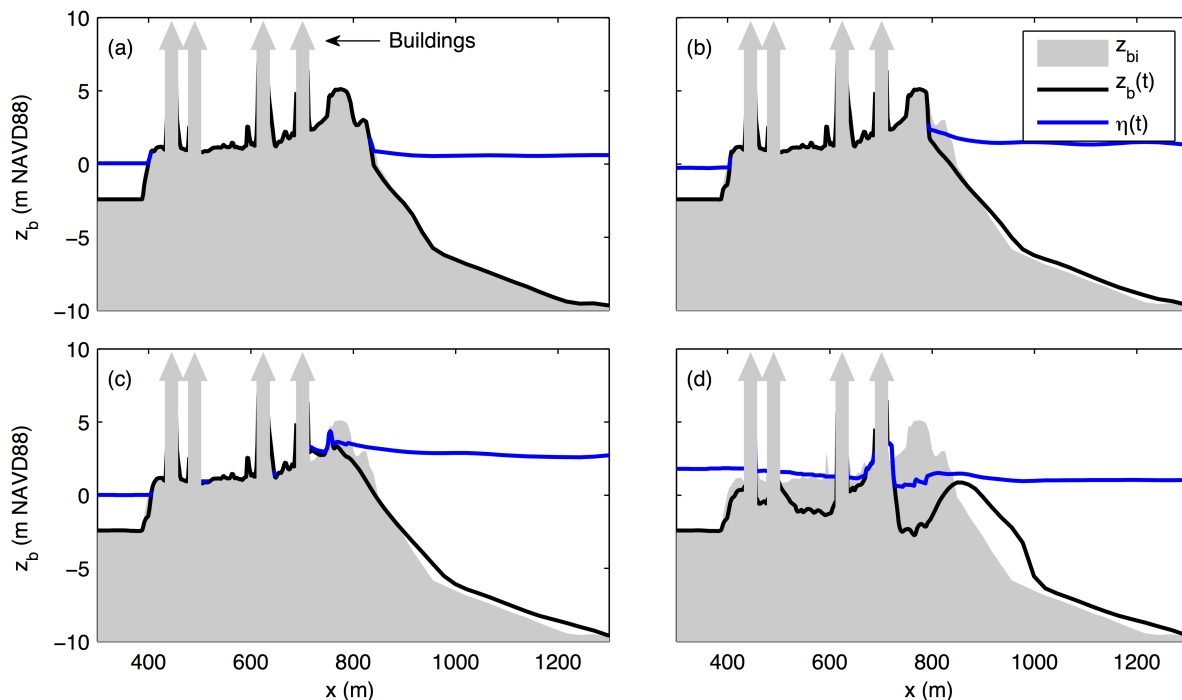 10
5
0
−5
−10
z_b (m NAVD88)
(a)
Buildings
(b)
z_bi
z_b(t)
η(t)
10
5
0
−5
−10
z_b (m NAVD88)
(c)
400 600 800 1000 1200
x (m)
(d)
400 600 800 1000 1200
x (m)